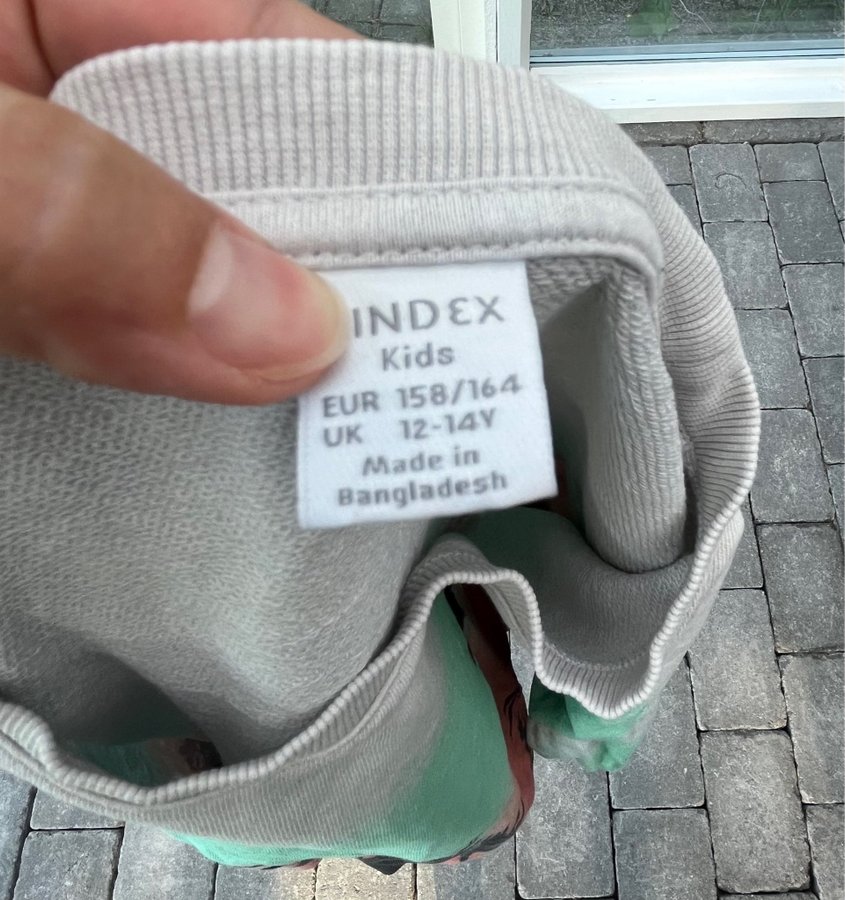 INDEX
Kids
EUR 158/164
UK 12-14Y
Made in
Bangladesh